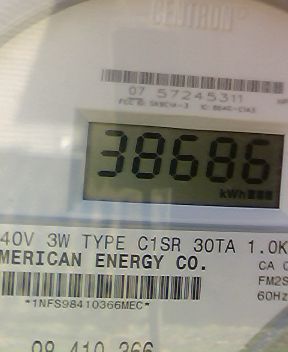 CENTRON
07 57245311
38686
kWh
40V 3W TYPE C1SR 30TA 1.0K
MERICAN ENERGY CO.
CA 0
FM2S
60Hz
*1NFS98410366MEC*
98 410 366